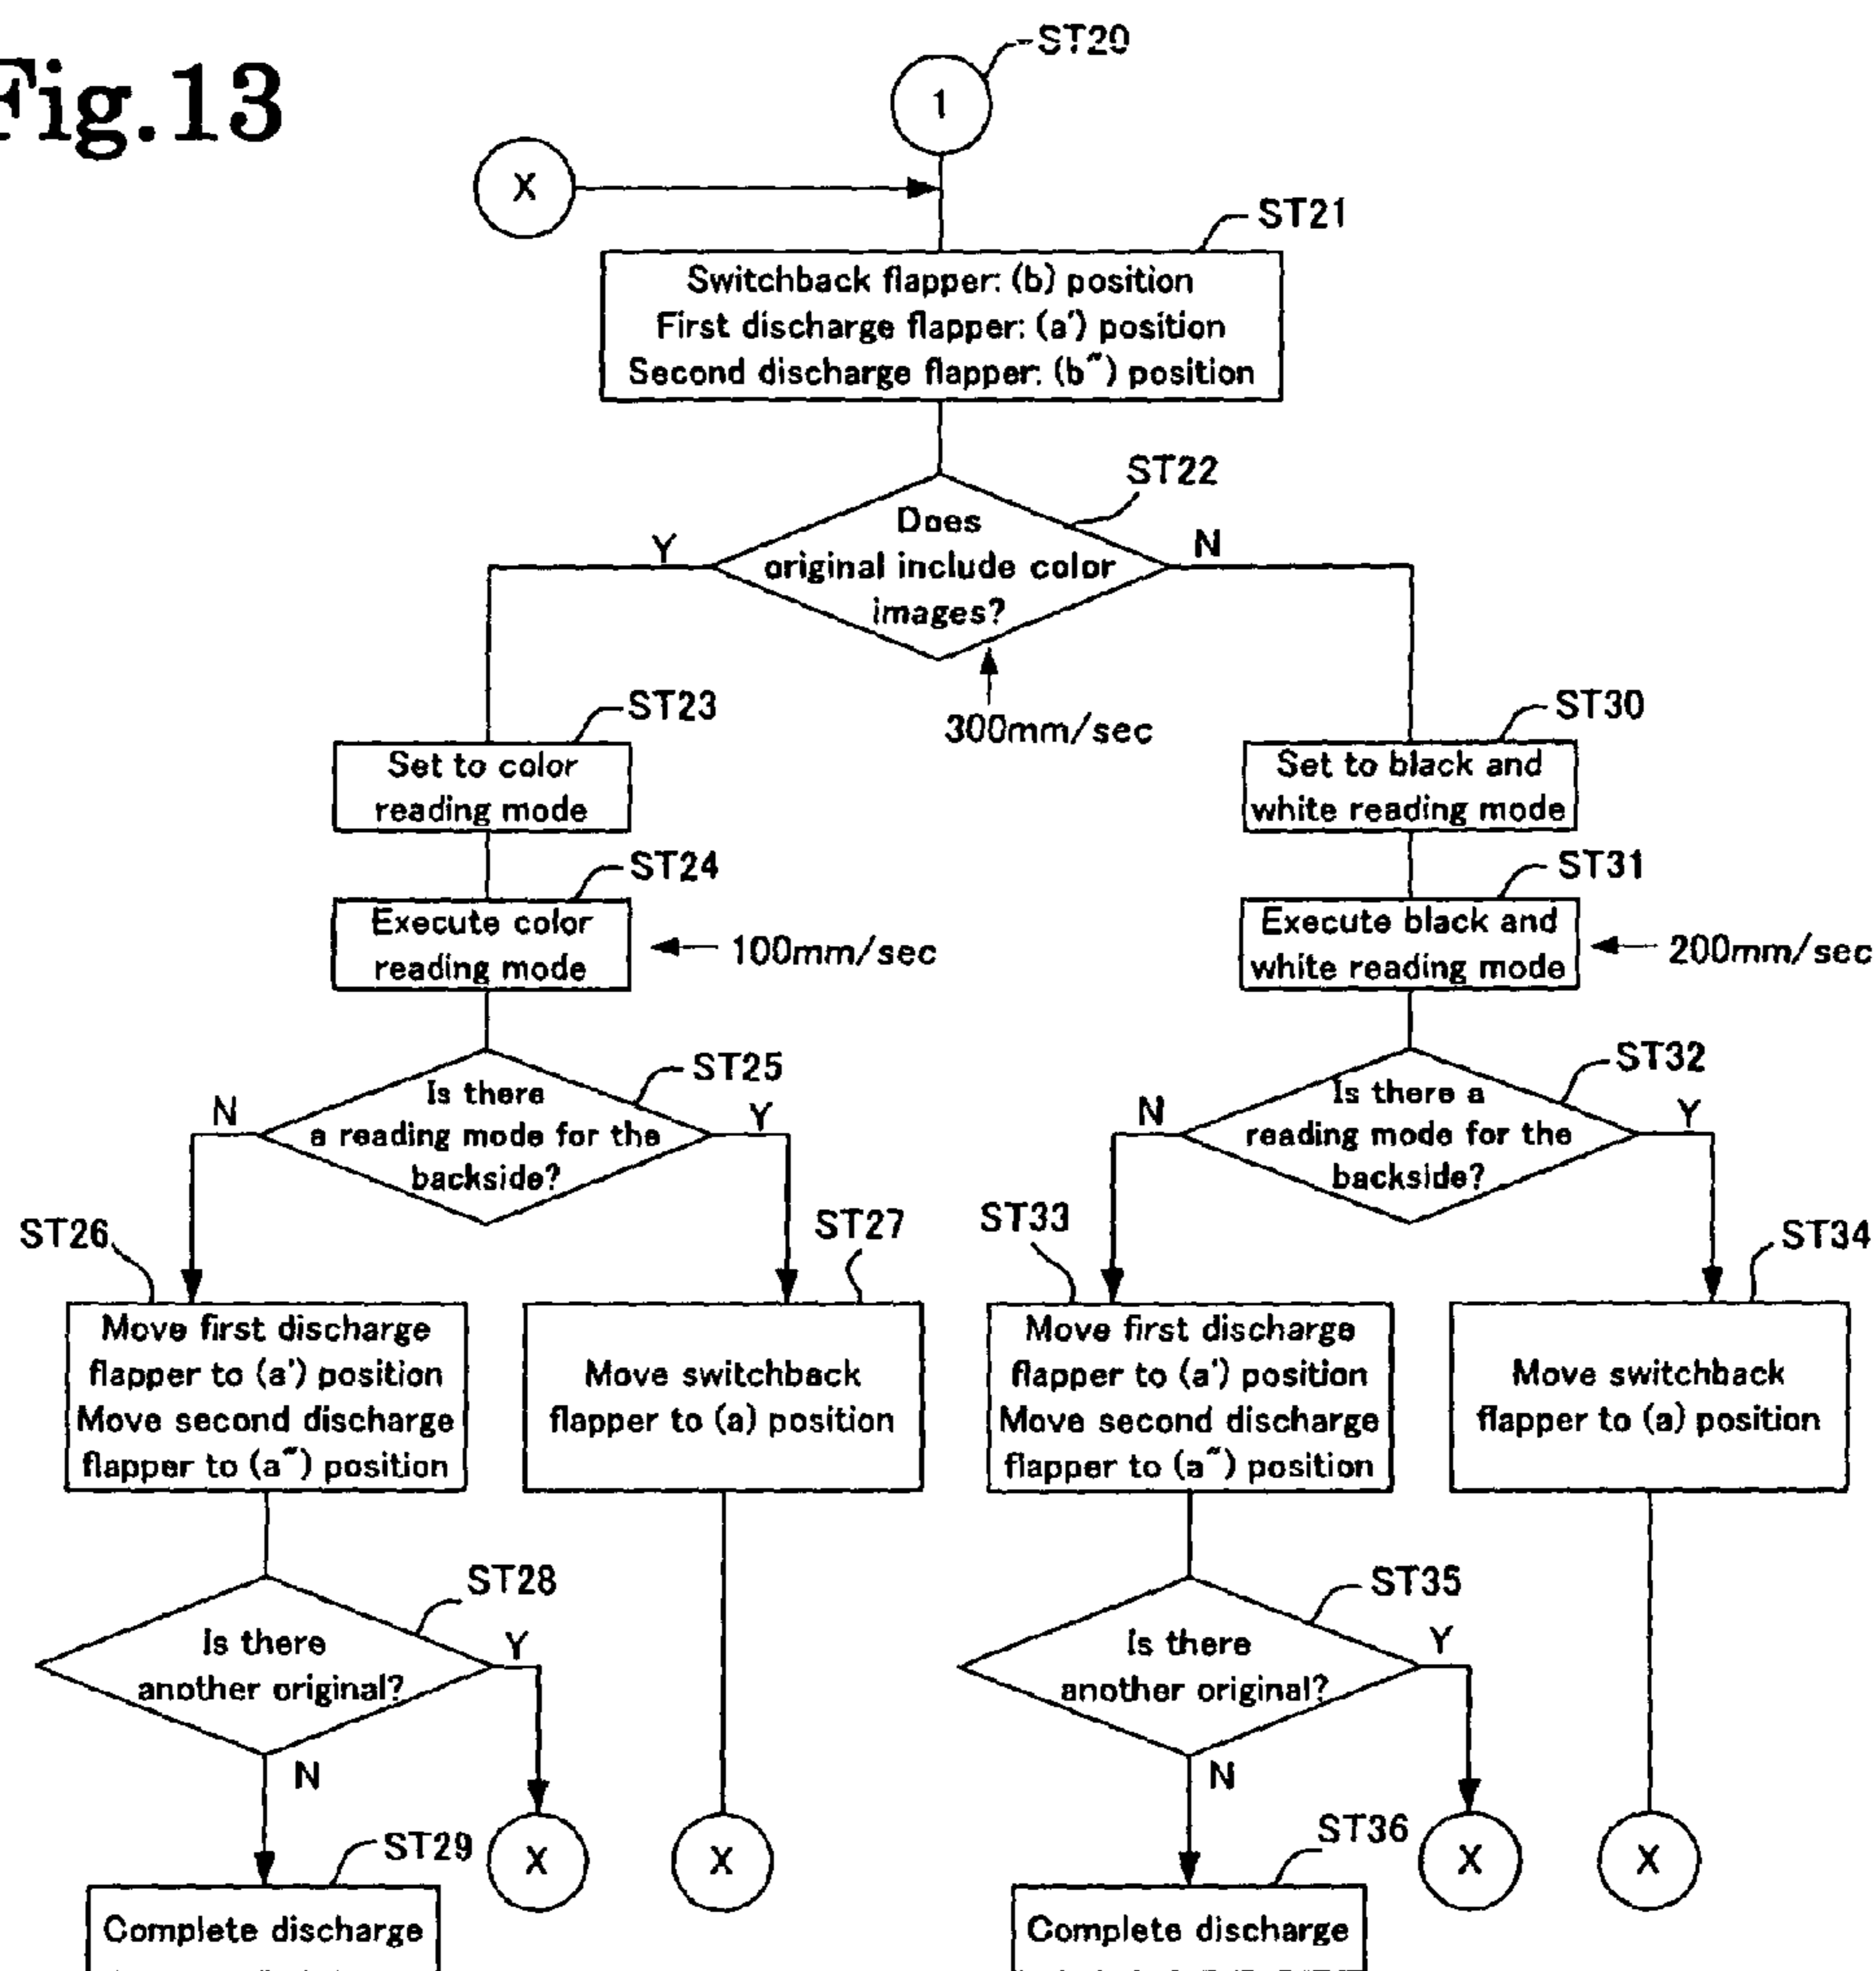 Fig.13
ST20
1
X
ST21
Switchback flapper: (b) position
First discharge flapper: (a') position
Second discharge flapper: (b") position
ST22
Does
original include color
images?
Y
N
300mm/sec
ST23
Set to color
reading mode
ST30
Set to black and
white reading mode
ST24
Execute color
reading mode
100mm/sec
ST31
Execute black and
white reading mode
200mm/sec
ST25
Is there
a reading mode for the
backside?
N
Y
ST32
Is there a
reading mode for the
backside?
N
Y
ST26
Move first discharge
flapper to (a') position
Move second discharge
flapper to (a") position
ST27
Move switchback
flapper to (a) position
ST33
Move first discharge
flapper to (a') position
Move second discharge
flapper to (a") position
ST34
Move switchback
flapper to (a) position
ST28
Is there
another original?
Y
N
ST35
Is there
another original?
Y
N
X
X
X
X
ST29
Complete discharge
ST36
Complete discharge